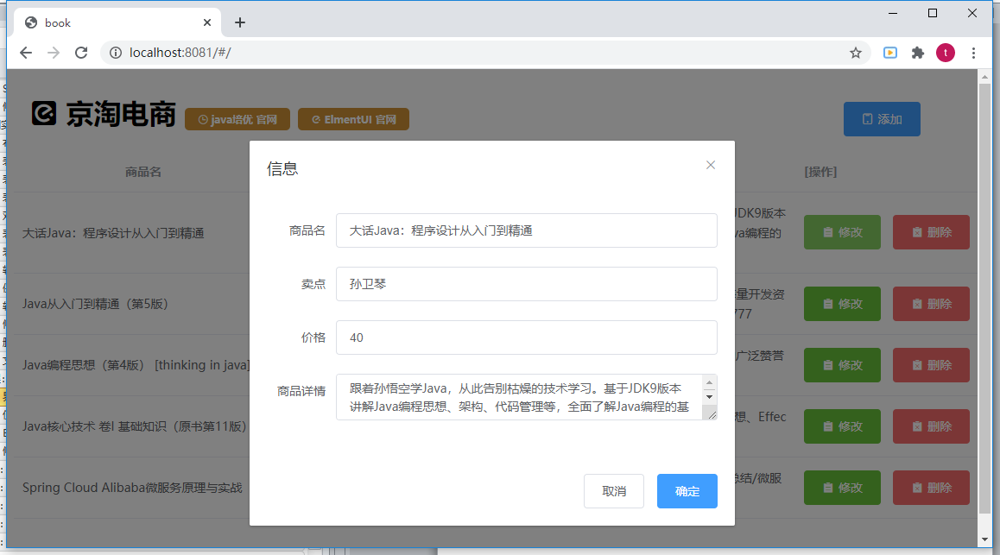 book
localhost:8081/#/
t
京淘电商
java培优 官网
ElmentUI 官网
添加
商品名
[操作]
信息
商品名
大话Java：程序设计从入门到精通
卖点
孙卫琴
价格
40
商品详情
跟着孙悟空学Java，从此告别枯燥的技术学习。基于JDK9版本
讲解Java编程思想、架构、代码管理等，全面了解Java编程的基
取消
确定
大话Java：程序设计从入门到精通
JDK9版本
va编程的
修改
删除
Java从入门到精通（第5版）
量开发资
777
修改
删除
Java编程思想（第4版） [thinking in java]
广泛赞誉
修改
删除
Java核心技术 卷I 基础知识（原书第11版）
想、Effec
修改
删除
Spring Cloud Alibaba微服务原理与实战
总结/微服
修改
删除